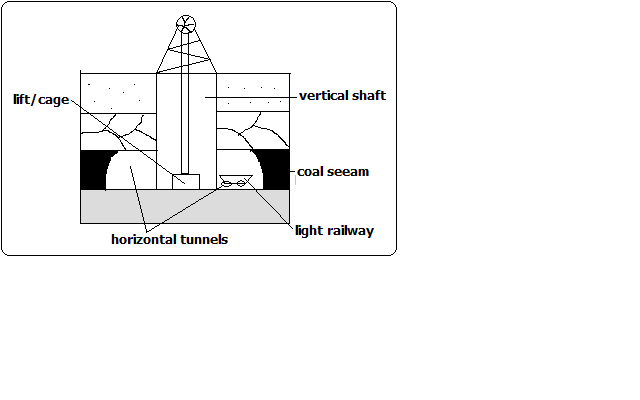 vertical shaft
lift/cage
coal seeam
light railway
horizontal tunnels